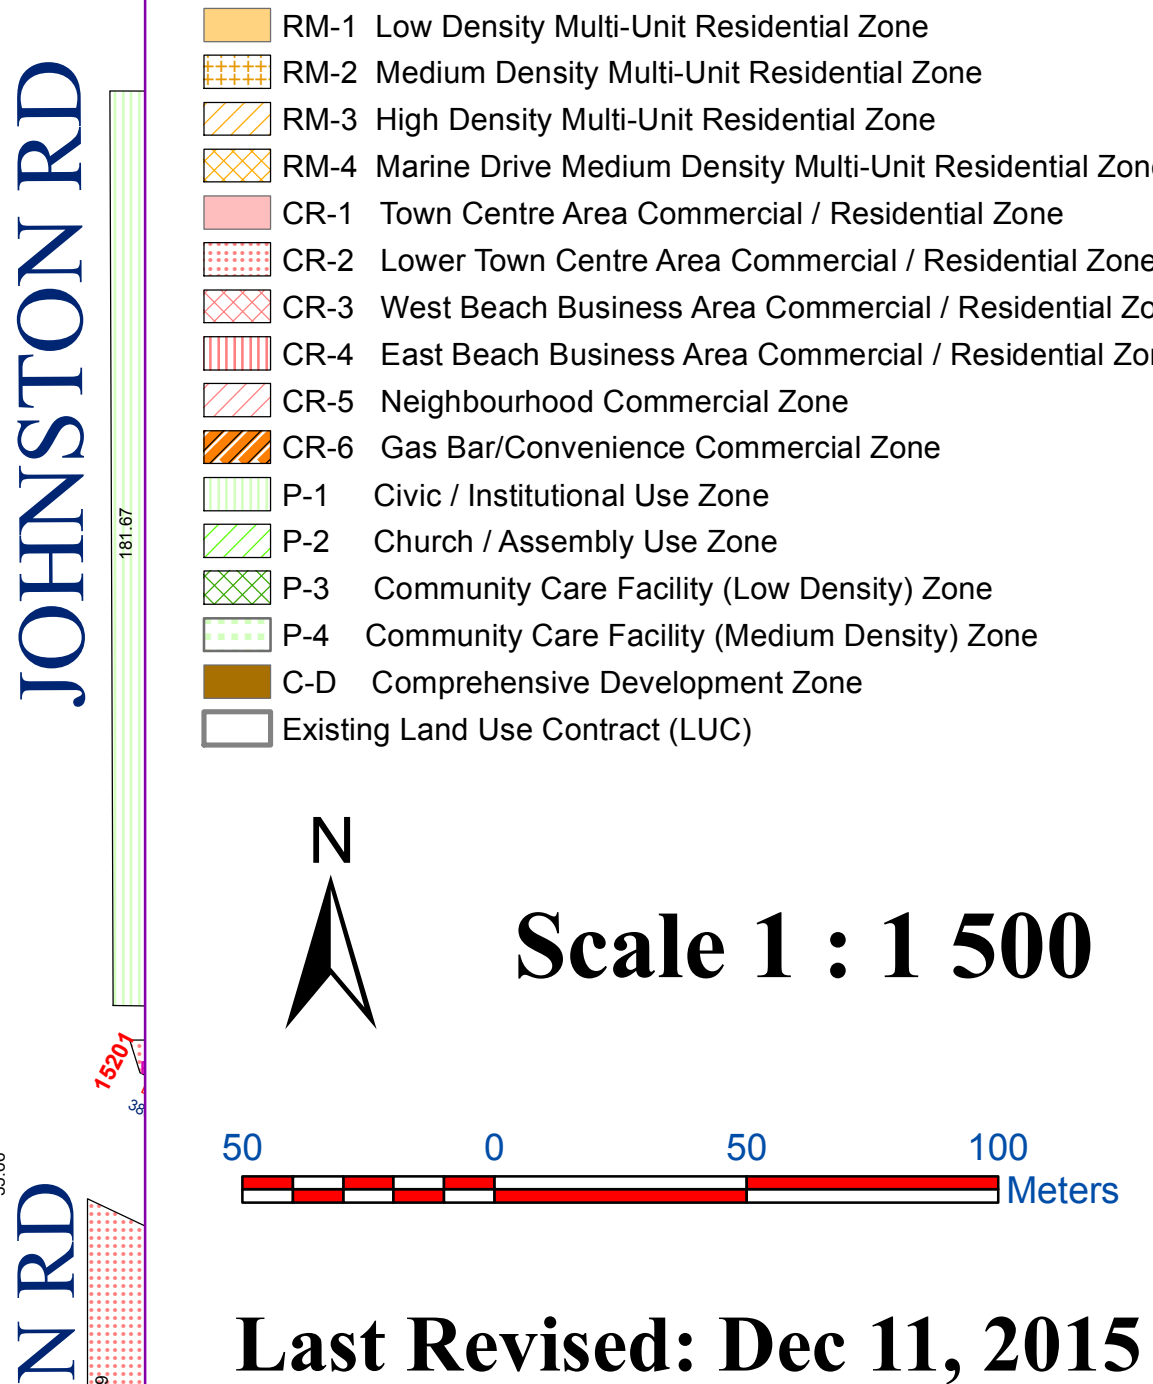 RM-1 Low Density Multi-Unit Residential Zone
RM-2 Medium Density Multi-Unit Residential Zone
RM-3 High Density Multi-Unit Residential Zone
RM-4 Marine Drive Medium Density Multi-Unit Residential Zone
CR-1 Town Centre Area Commercial / Residential Zone
CR-2 Lower Town Centre Area Commercial / Residential Zone
CR-3 West Beach Business Area Commercial / Residential Zo
CR-4 East Beach Business Area Commercial / Residential Zon
CR-5 Neighbourhood Commercial Zone
CR-6 Gas Bar/Convenience Commercial Zone
P-1 Civic / Institutional Use Zone
P-2 Church / Assembly Use Zone
P-3 Community Care Facility (Low Density) Zone
P-4 Community Care Facility (Medium Density) Zone
C-D Comprehensive Development Zone
Existing Land Use Contract (LUC)
JOHNSTON RD
181.67
N
Scale 1 : 1 500
15201
38
50 0 50 100
Meters
N RD
9
Last Revised: Dec 11, 2015